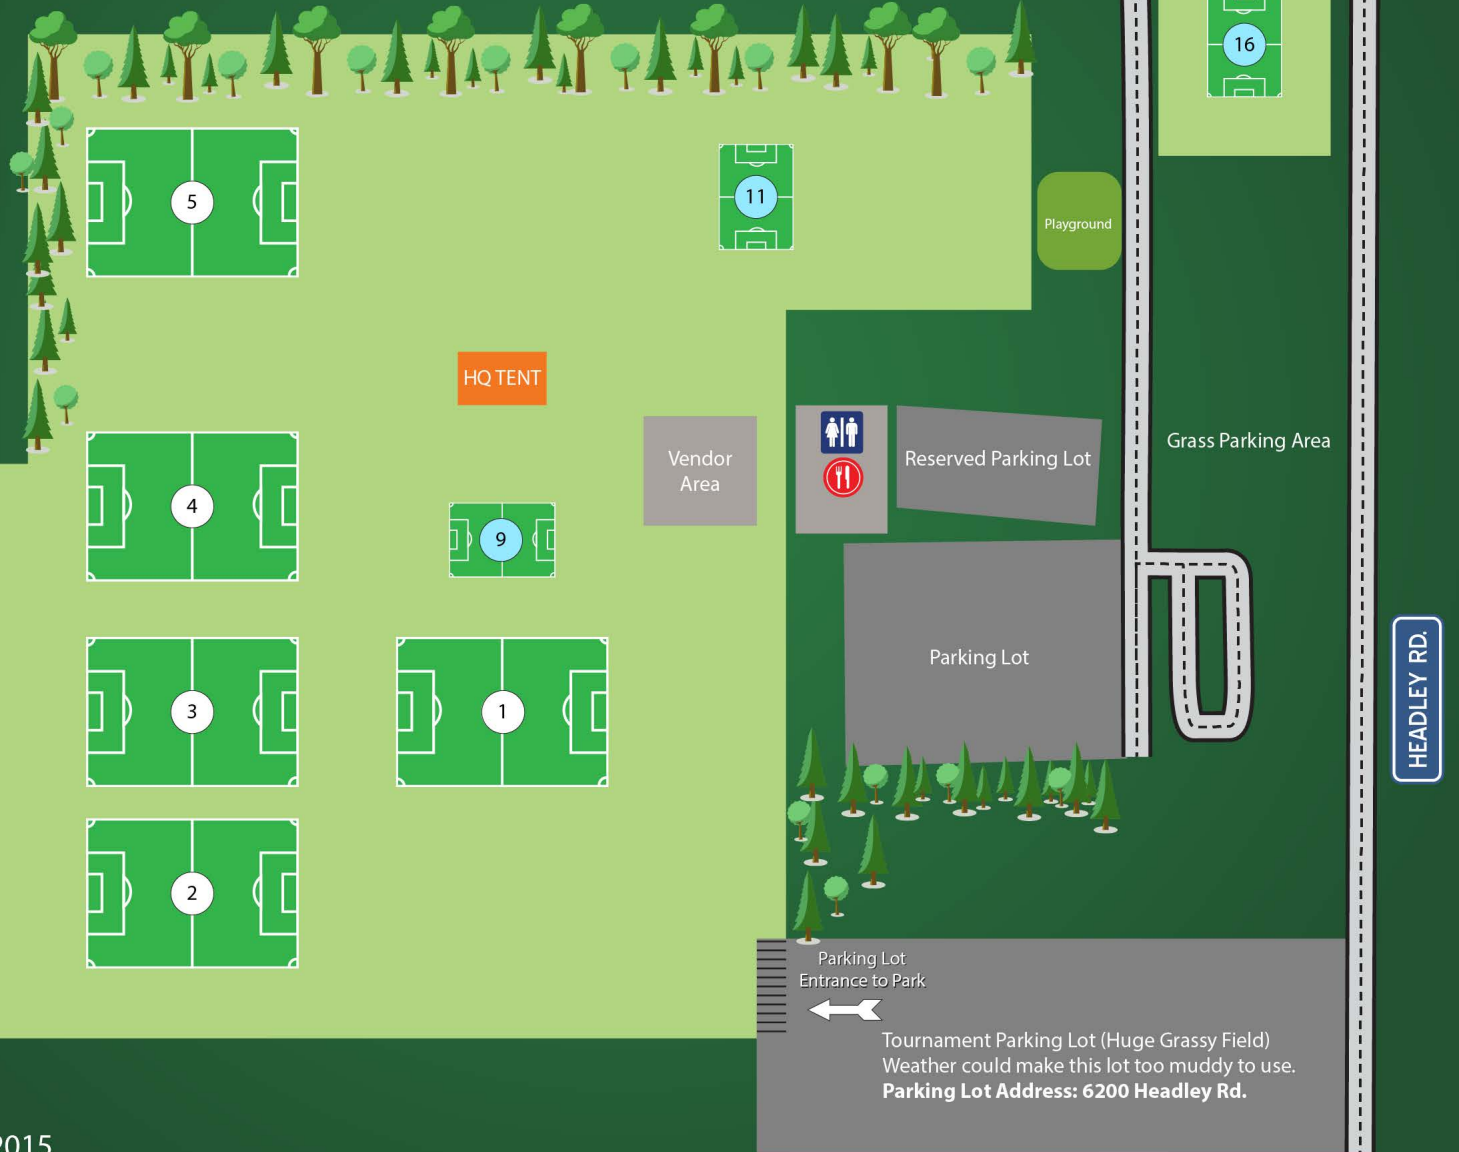 16
5
11
Playground
HQ TENT
Vendor
Area
Reserved Parking Lot
Grass Parking Area
4
9
Parking Lot
HEADLEY RD.
3
1
2
Parking Lot
Entrance to Park
Tournament Parking Lot (Huge Grassy Field)
Weather could make this lot too muddy to use.
Parking Lot Address: 6200 Headley Rd.
2015